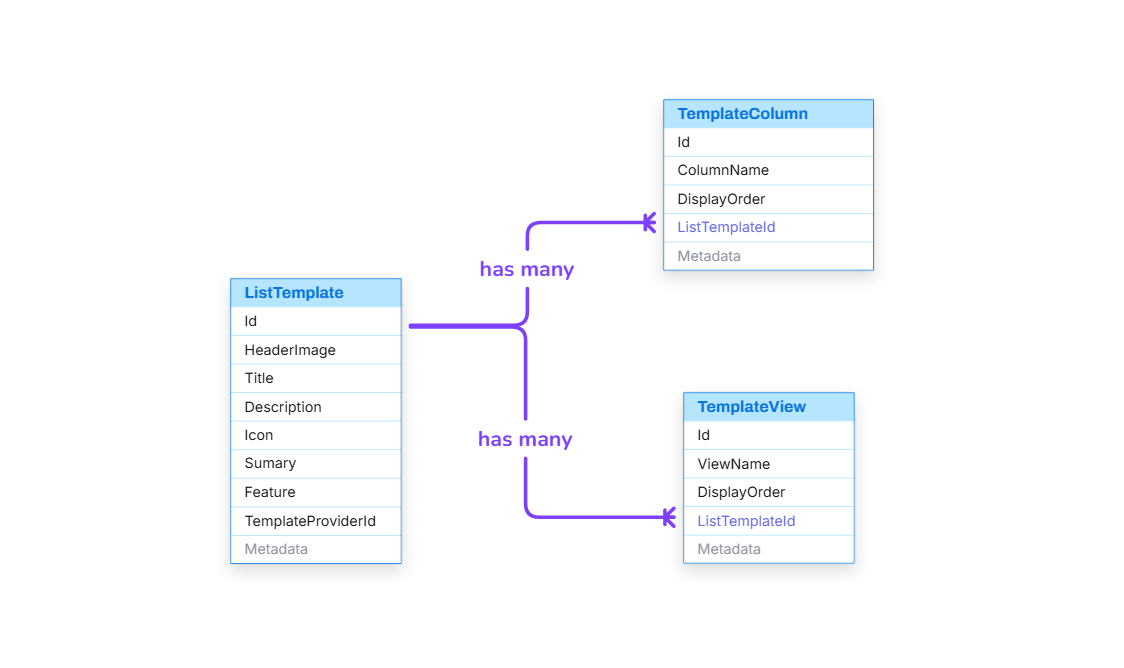 TemplateColumn
Id
ColumnName
DisplayOrder
ListTemplateId
Metadata
has many
ListTemplate
Id
HeaderImage
Title
Description
Icon
Sumary
Feature
TemplateProviderId
Metadata
has many
TemplateView
Id
ViewName
DisplayOrder
ListTemplateId
Metadata